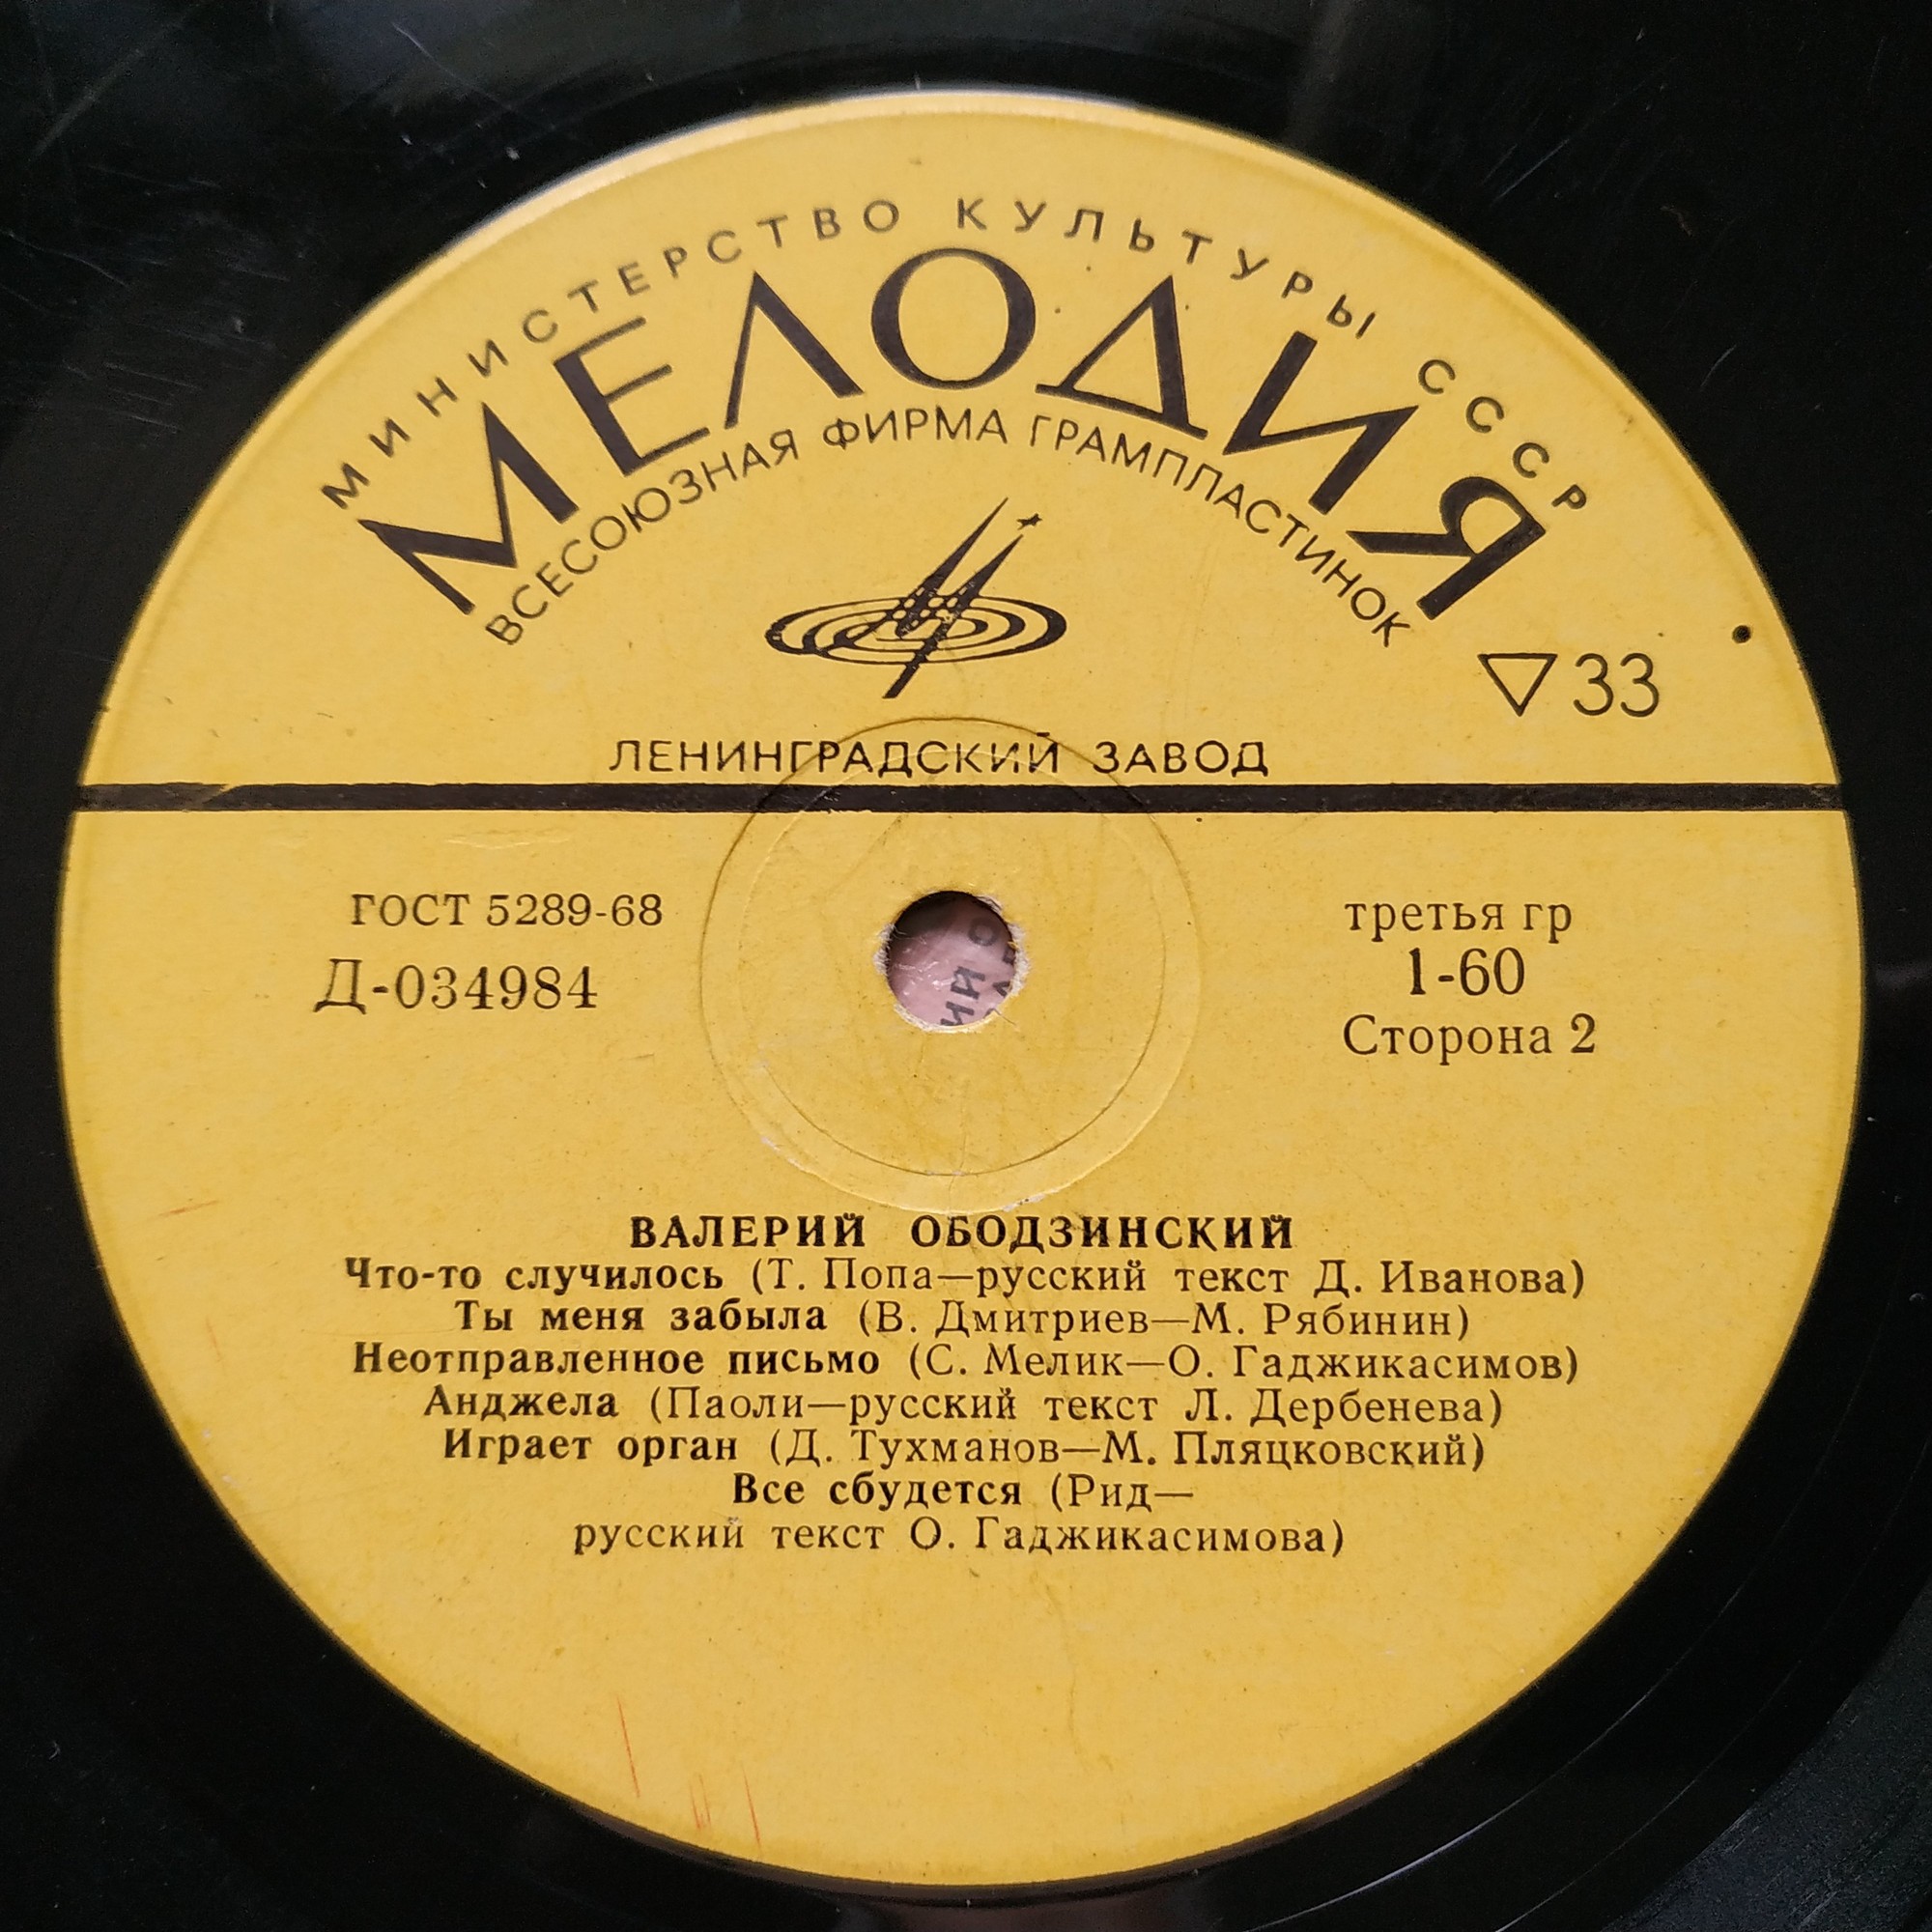 МИНИСТЕРСТВО КУЛЬТУРЫ СССР
МЕЛОДИЯ
ВСЕСОЮЗНАЯ ФИРМА ГРАМПЛАСТИНОК
▽33
ЛЕНИНГРАДСКИЙ ЗАВОД
ГОСТ 5289-68
Д-034984
третья гр
1-60
Сторона 2
ВАЛЕРИЙ ОБОДЗИНСКИЙ
Что-то случилось (Т. Попа—русский текст Д. Иванова)
Ты меня забыла (В. Дмитриев—М. Рябинин)
Неотправленное письмо (С. Мелик—О. Гаджикасимов)
Анджела (Паоли—русский текст Л. Дербенева)
Играет орган (Д. Тухманов—М. Пляцковский)
Все сбудется (Рид—
русский текст О. Гаджикасимова)